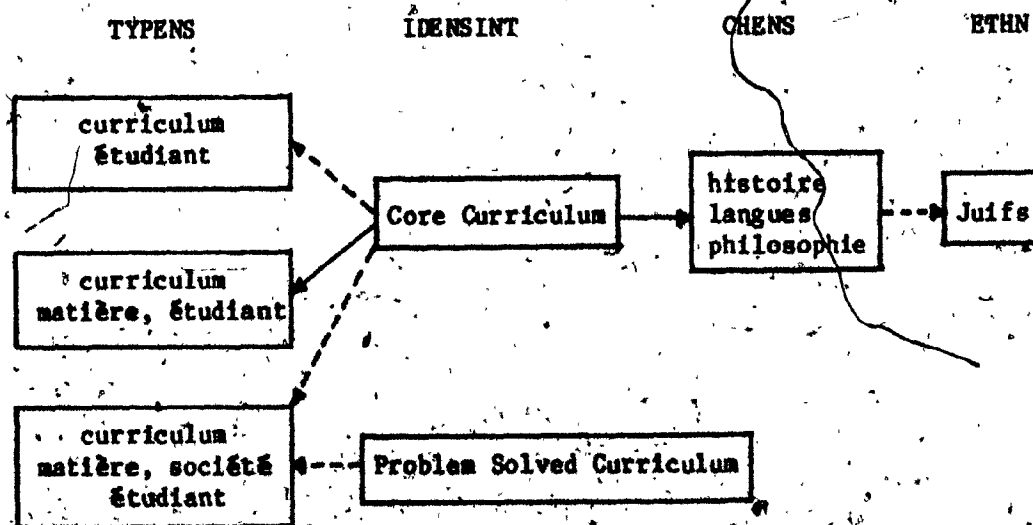 TYPENS IDENSINT CHENS ETHN
curriculum
étudiant
Core Curriculum
histoire
langues
philosophie
Juifs
curriculum
matière, étudiant
curriculum
matière, société
étudiant
Problem Solved Curriculum